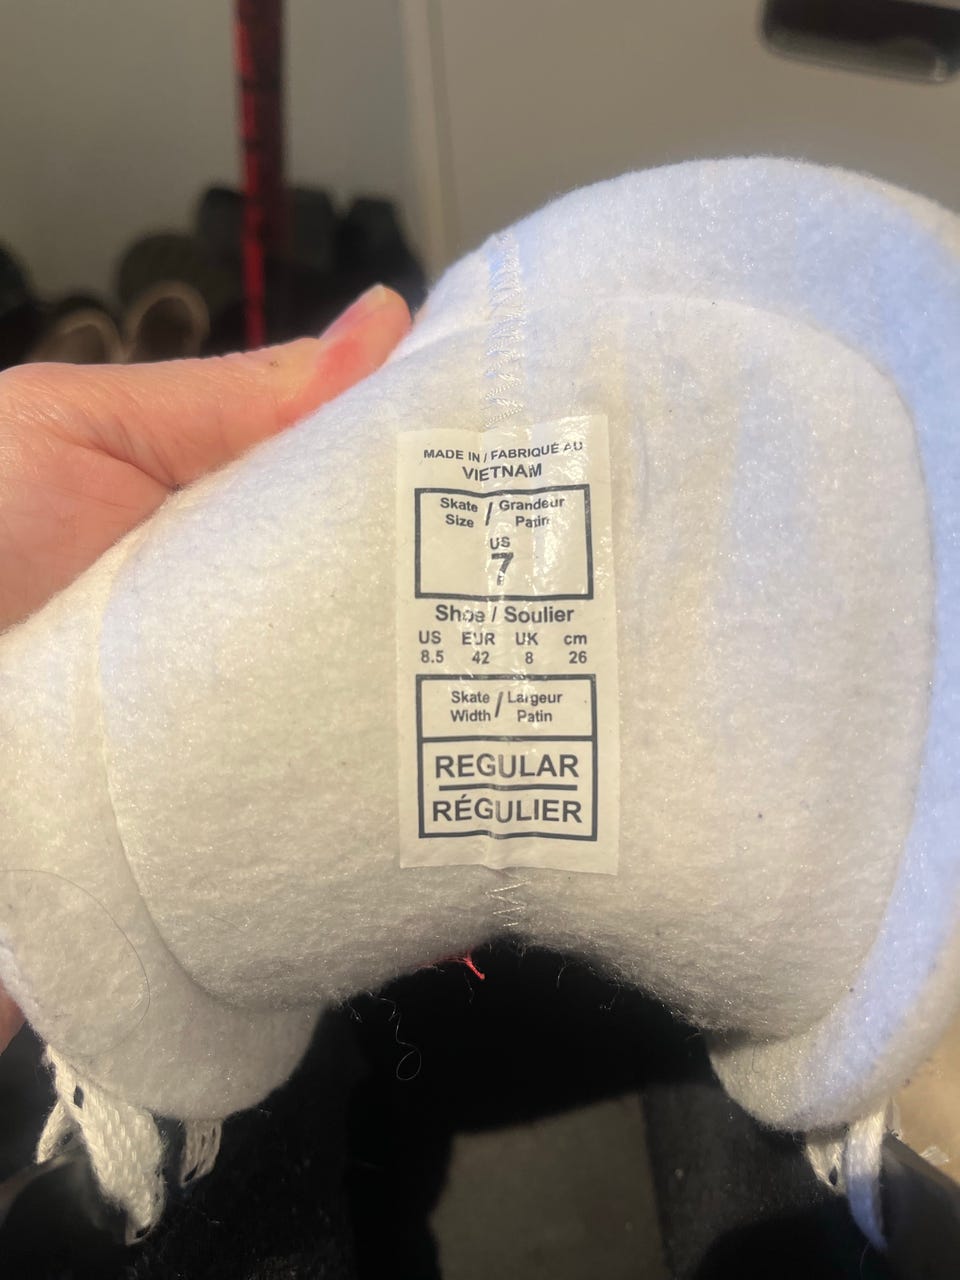 MADE IN / FABRIQUÉ AU
VIETNAM
Skate Size / Grandeur Patin
US
7
Shoe / Soulier
US EUR UK cm
8.5 42 8 26
Skate Width / Largeur Patin
REGULAR
RÉGULIER